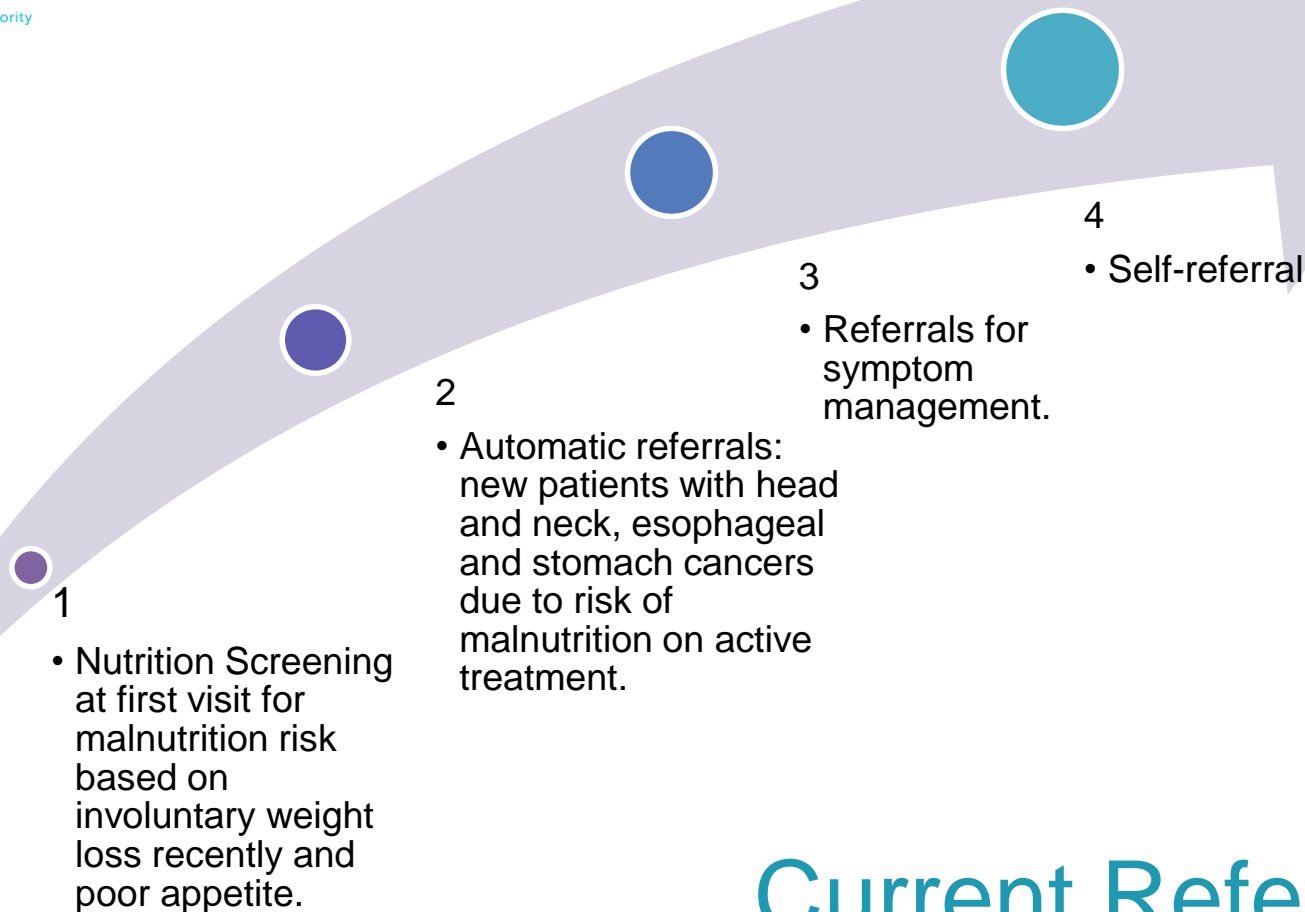 ority
1
• Nutrition Screening
at first visit for
malnutrition risk
based on
involuntary weight
loss recently and
poor appetite.
2
• Automatic referrals:
new patients with head
and neck, esophageal
and stomach cancers
due to risk of
malnutrition on active
treatment.
3
• Referrals for
symptom
management.
4
• Self-referral
Current Refe